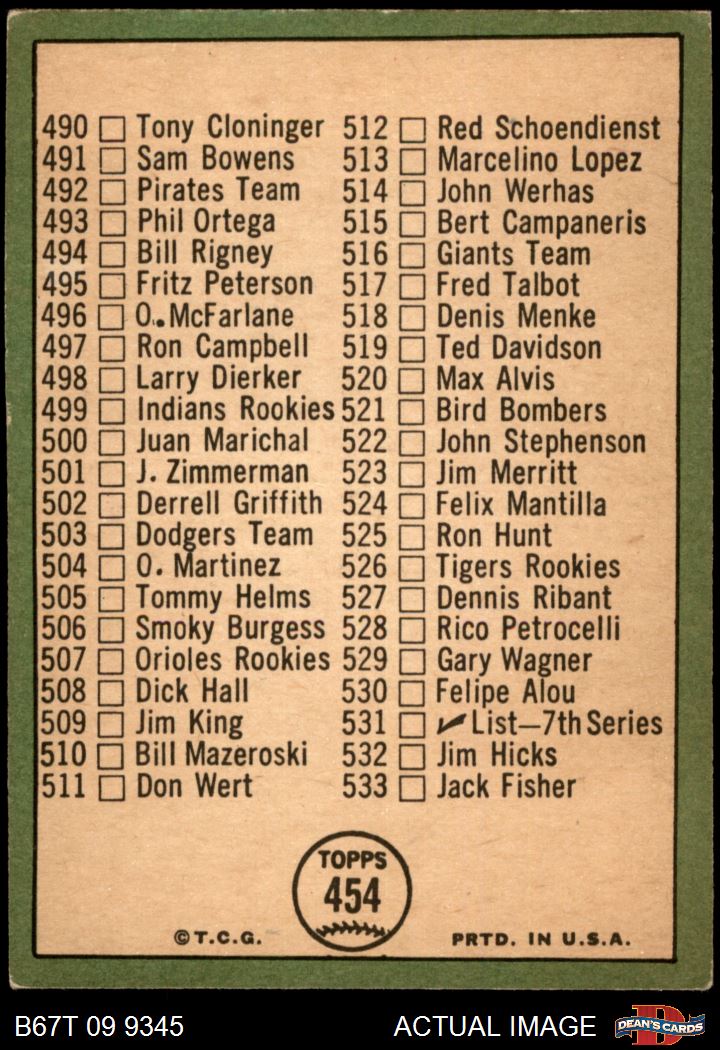 490 Tony Cloninger
491 Sam Bowens
492 Pirates Team
493 Phil Ortega
494 Bill Rigney
495 Fritz Peterson
496 O. McFarlane
497 Ron Campbell
498 Larry Dierker
499 Indians Rookies
500 Juan Marichal
501 J. Zimmerman
502 Derrell Griffith
503 Dodgers Team
504 O. Martinez
505 Tommy Helms
506 Smoky Burgess
507 Orioles Rookies
508 Dick Hall
509 Jim King
510 Bill Mazeroski
511 Don Wert
512 Red Schoendienst
513 Marcelino Lopez
514 John Werhas
515 Bert Campaneris
516 Giants Team
517 Fred Talbot
518 Denis Menke
519 Ted Davidson
520 Max Alvis
521 Bird Bombers
522 John Stephenson
523 Jim Merritt
524 Felix Mantilla
525 Ron Hunt
526 Tigers Rookies
527 Dennis Ribant
528 Rico Petrocelli
529 Gary Wagner
530 Felipe Alou
531 ✓ List—7th Series
532 Jim Hicks
533 Jack Fisher
TOPPS
454
© T.C.G.
PRTD. IN U.S.A.
B67T 09 9345
ACTUAL IMAGE
D
DEAN'S CARDS